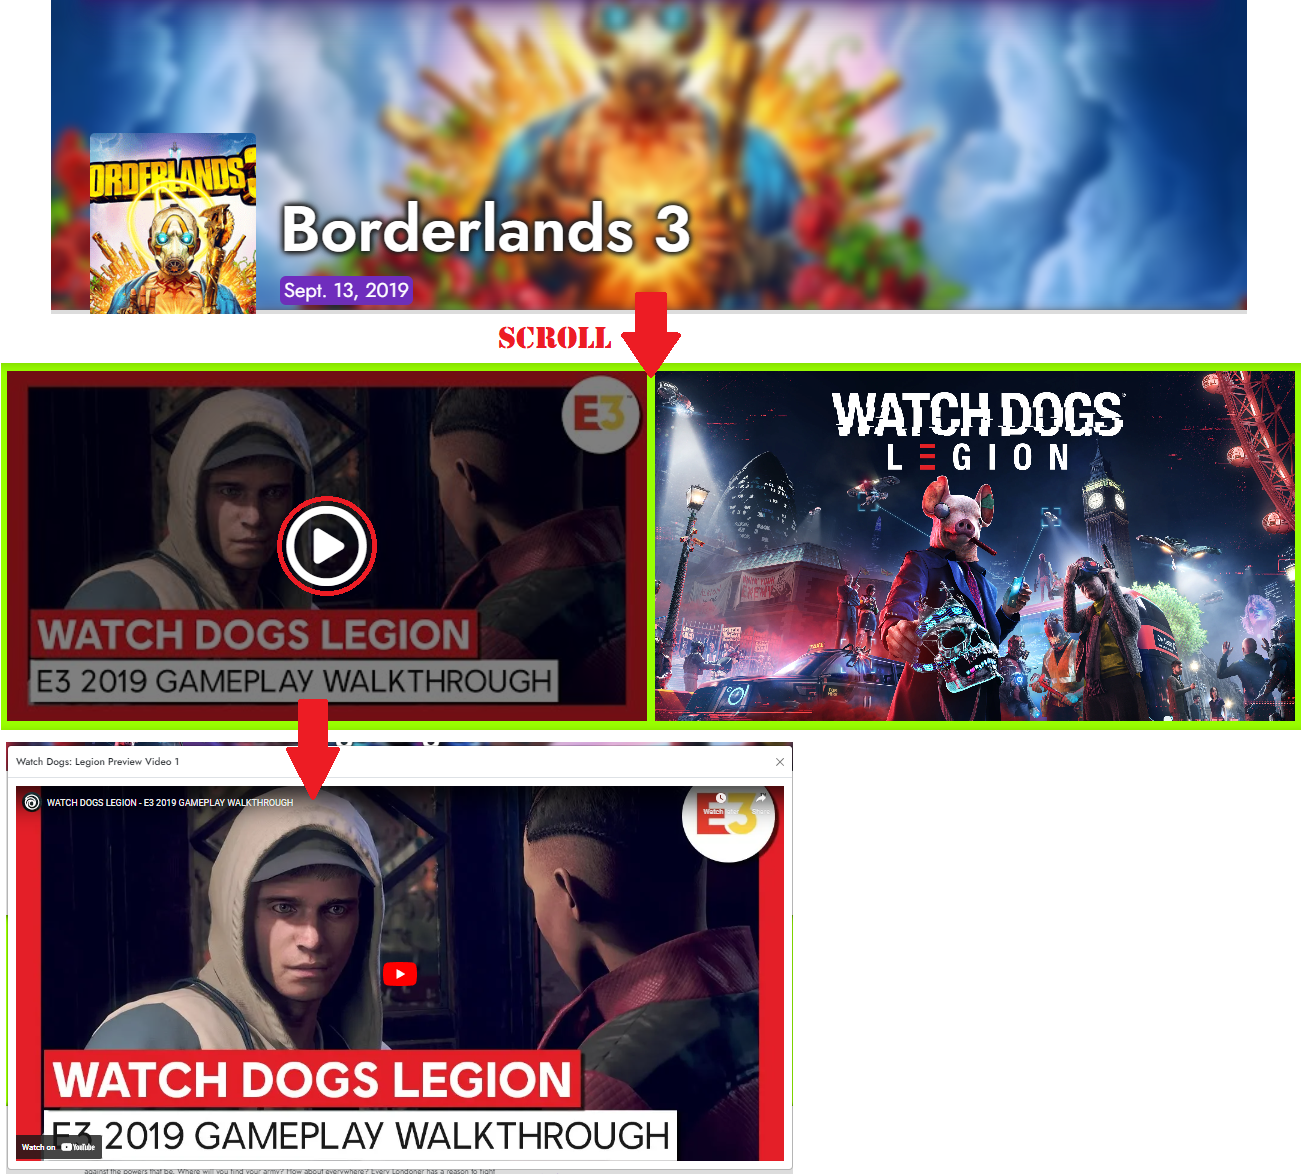 ORDERLANDS 3
Borderlands 3
Sept. 13, 2019
SCROLL
E3
WATCH DOGS LEGION
E3 2019 GAMEPLAY WALKTHROUGH
WATCH DOGS
LEGION
Watch Dogs: Legion Preview Video 1
WATCH DOGS LEGION - E3 2019 GAMEPLAY WALKTHROUGH
Share
E3
WATCH DOGS LEGION
E3 2019 GAMEPLAY WALKTHROUGH
Watch on YouTube
against the powers that be. Where will you find your army? How about everywhere? Every Londoner has a reason to fight